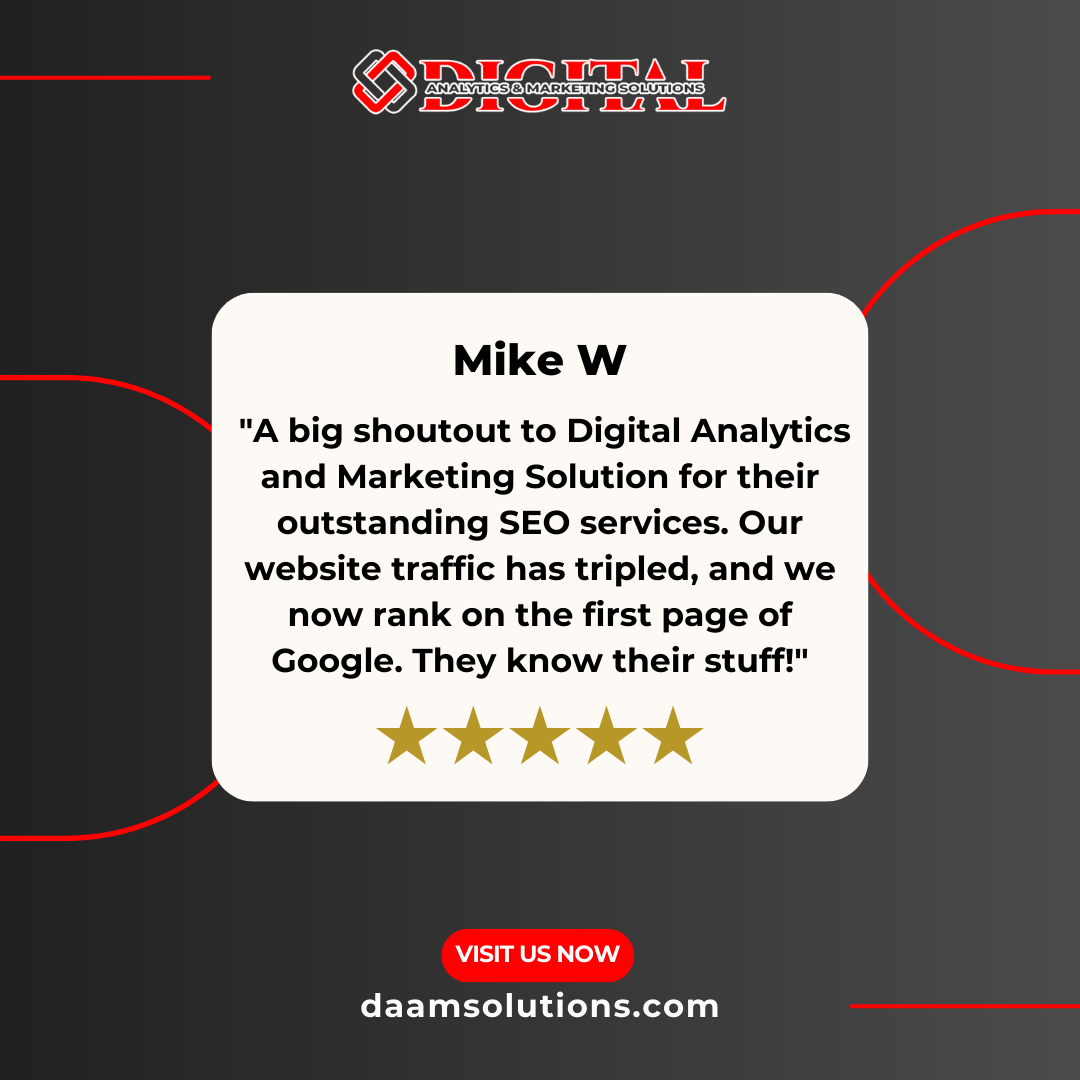 DIGITAL
ANALYTICS & MARKETING SOLUTIONS
Mike W
"A big shoutout to Digital Analytics
and Marketing Solution for their
outstanding SEO services. Our
website traffic has tripled, and we
now rank on the first page of
Google. They know their stuff!"
VISIT US NOW
daamsolutions.com